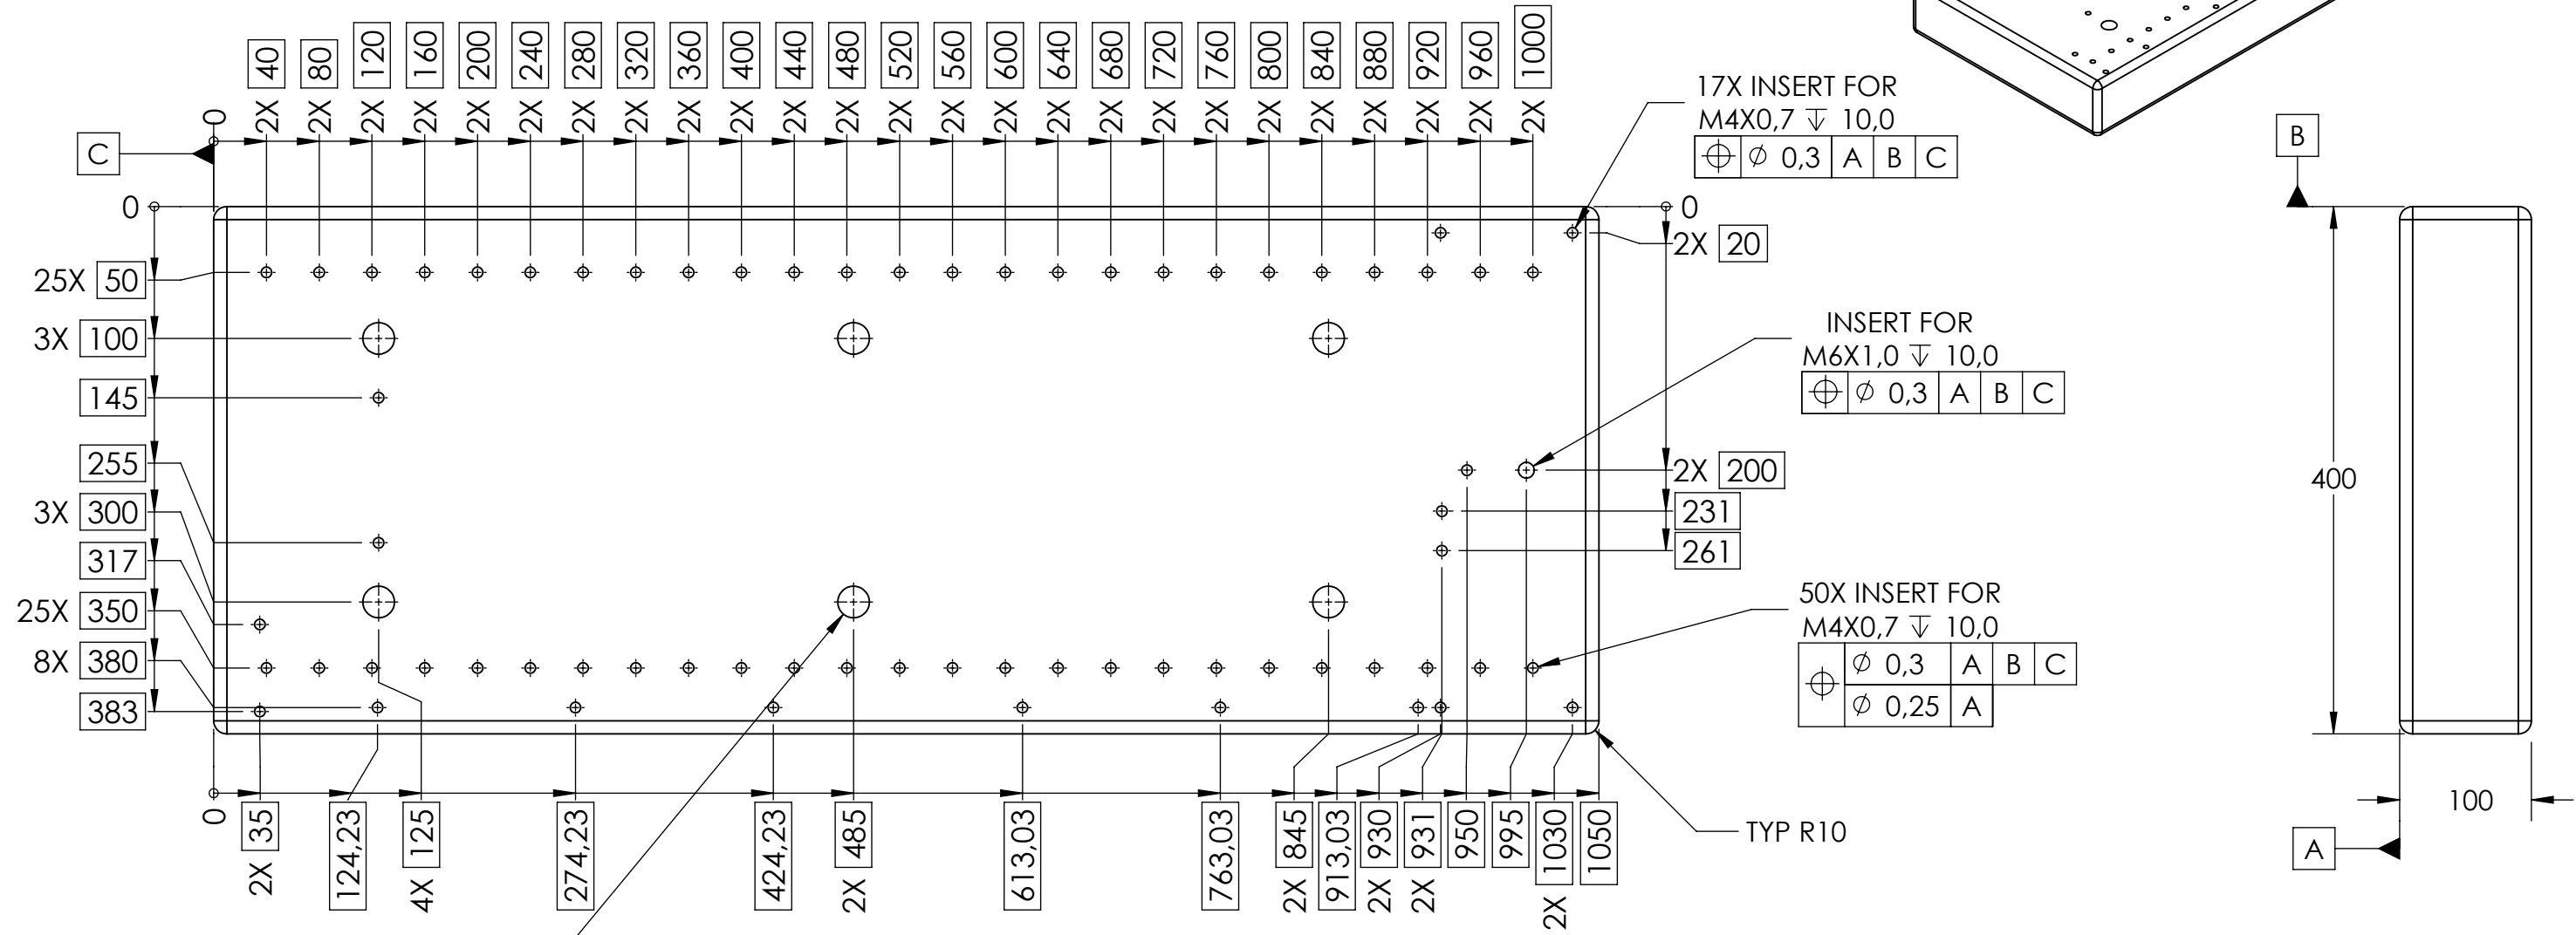 2X 40
2X 80
2X 120
2X 160
2X 200
2X 240
2X 280
2X 320
2X 360
2X 400
2X 440
2X 480
2X 520
2X 560
2X 600
2X 640
2X 680
2X 720
2X 760
2X 800
2X 840
2X 880
2X 920
2X 960
2X 1000
0
C
17X INSERT FOR
M4X0,7 ↧ 10,0
⌖ ⌀ 0,3 A B C
B
0
25X 50
3X 100
145
255
3X 300
317
25X 350
8X 380
383
0
2X 20
INSERT FOR
M6X1,0 ↧ 10,0
⌖ ⌀ 0,3 A B C
2X 200
231
261
50X INSERT FOR
M4X0,7 ↧ 10,0
⌖ ⌀ 0,3 A B C
⌀ 0,25 A
400
100
A
TYP R10
0
2X 35
124,23
4X 125
274,23
424,23
2X 485
613,03
763,03
2X 845
913,03
2X 930
2X 931
950
995
2X 1030
1050